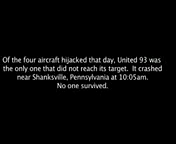 Of the four aircraft hijacked that day, United 93 was
the only one that did not reach its target. It crashed
near Shanksville, Pennsylvania at 10:05am.
No one survived.